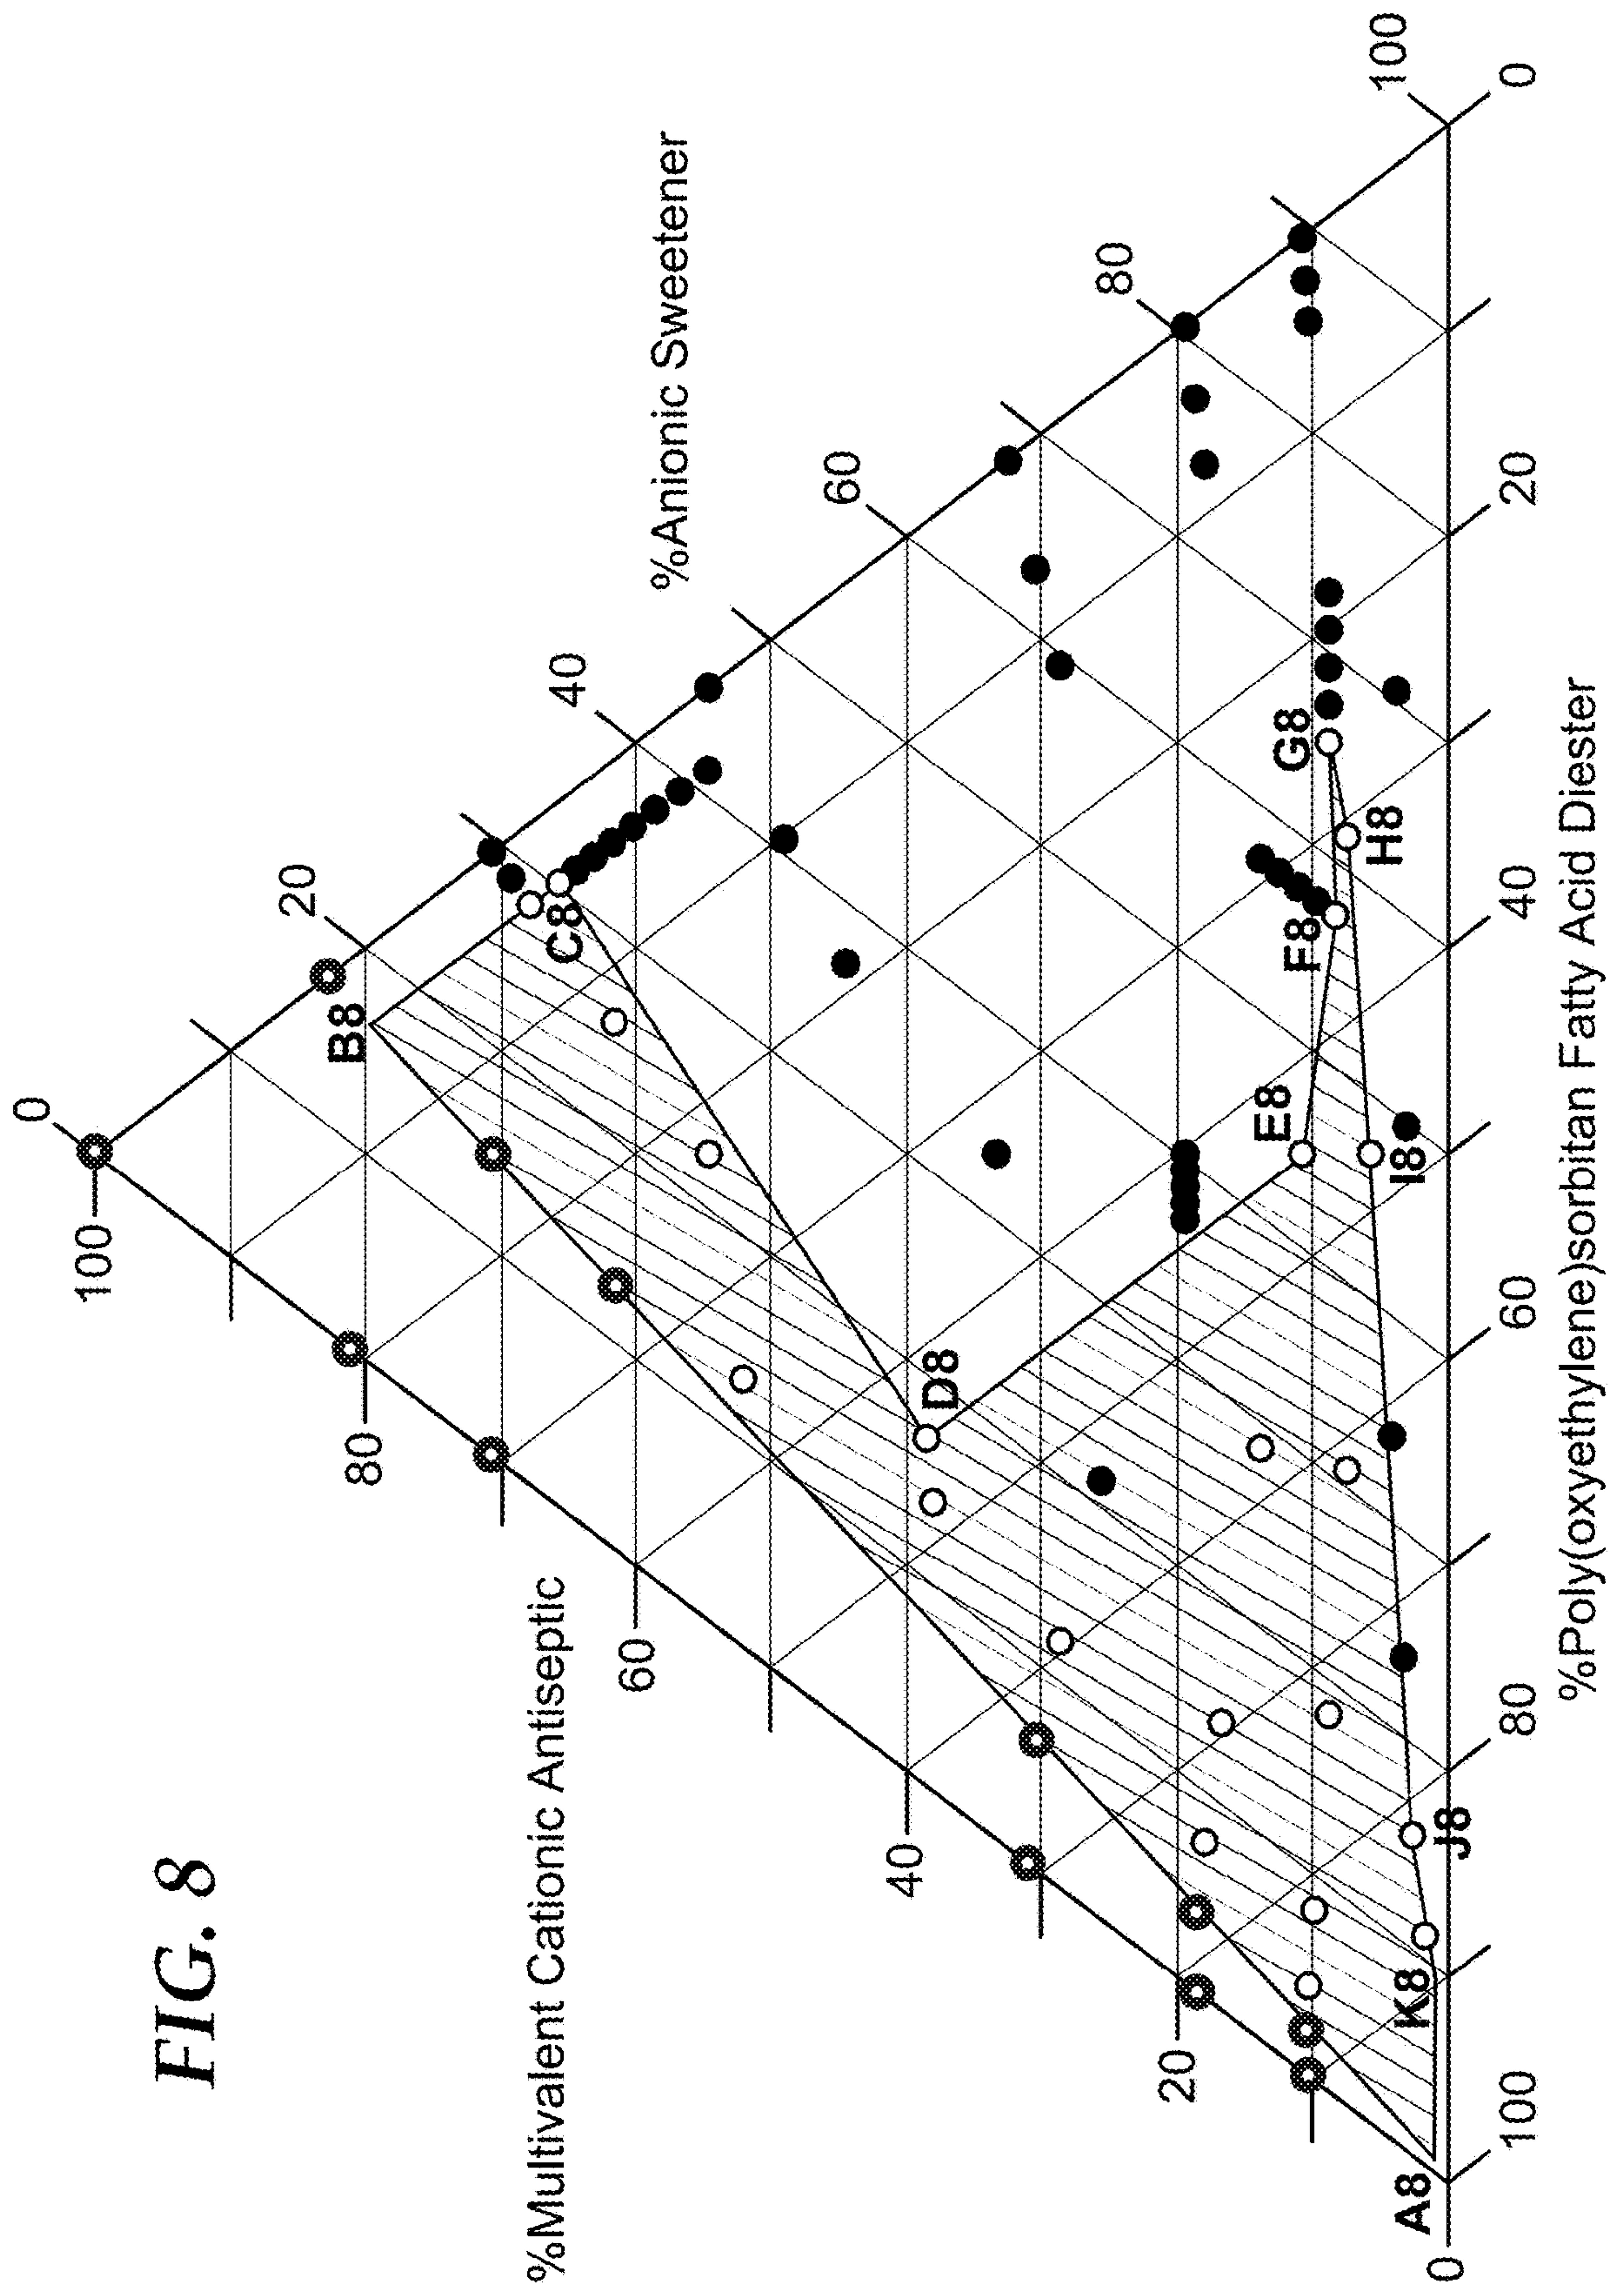 FIG. 8
%Multivalent Cationic Antiseptic
%Anionic Sweetener
%Poly(oxyethylene)sorbitan Fatty Acid Diester
0
20
40
60
80
100
100
80
60
40
20
0
100
80
60
40
20
0
A8
B8
C8
D8
E8
F8
G8
H8
I8
J8
K8